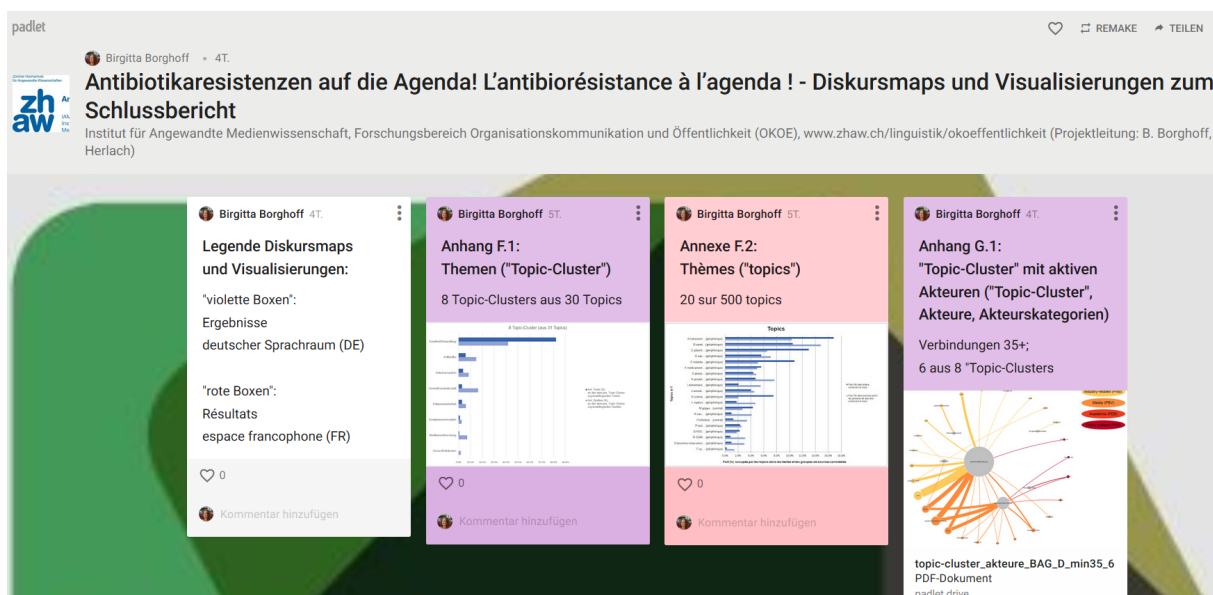 padlet
REMAKE
TEILEN
Birgitta Borghoff • 4T.
Antibiotikaresistenzen auf die Agenda! L'antibiorésistance à l'agenda ! - Diskursmaps und Visualisierungen zum
Schlussbericht
Institut für Angewandte Medienwissenschaft, Forschungsbereich Organisationskommunikation und Öffentlichkeit (OKOE), www.zhaw.ch/linguistik/okoeffentlichkeit (Projektleitung: B. Borghoff,
Herlach)
zh
aw
Birgitta Borghoff 4T.
Legende Diskursmaps
und Visualisierungen:
"violette Boxen":
Ergebnisse
deutscher Sprachraum (DE)
"rote Boxen":
Résultats
espace francophone (FR)
0
Kommentar hinzufügen
Birgitta Borghoff 5T.
Anhang F.1:
Themen ("Topic-Cluster")
8 Topic-Clusters aus 30 Topics
8 Topic-Cluster (aus 31 Topics)
0
Kommentar hinzufügen
Birgitta Borghoff 5T.
Annexe F.2:
Thèmes ("topics")
20 sur 500 topics
Topics
0
Kommentar hinzufügen
Birgitta Borghoff 4T.
Anhang G.1:
"Topic-Cluster" mit aktiven
Akteuren ("Topic-Cluster",
Akteure, Akteurskategorien)
Verbindungen 35+;
6 aus 8 "Topic-Clusters
topic-cluster_akteure_BAG_D_min35_6
PDF-Dokument
padlet drive